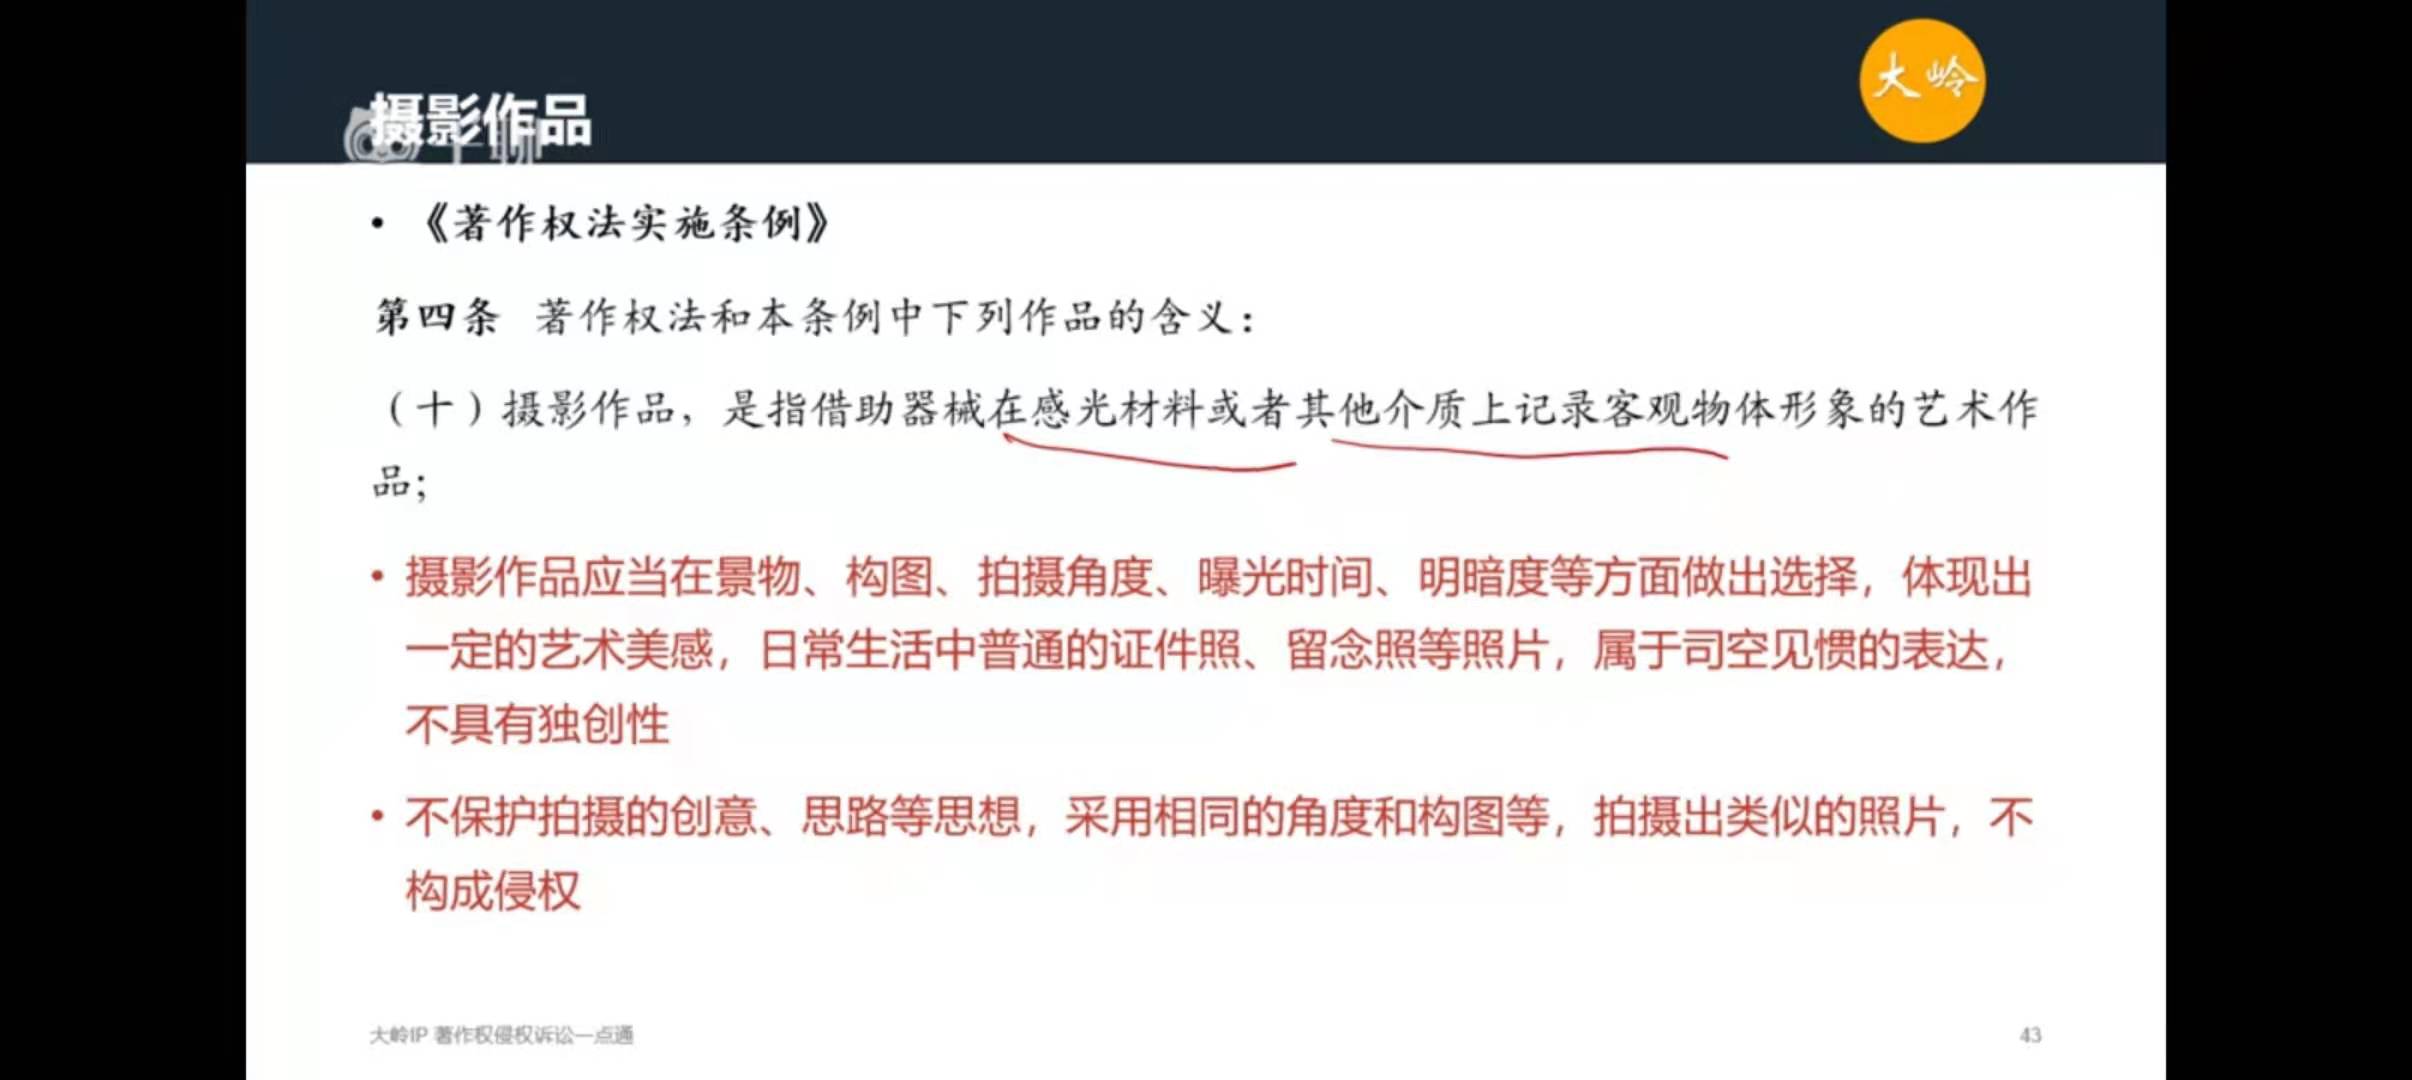 大岭
摄影作品
千聊
• 《著作权法实施条例》
第四条 著作权法和本条例中下列作品的含义：
（十）摄影作品，是指借助器械在感光材料或者其他介质上记录客观物体形象的艺术作
品；
• 摄影作品应当在景物、构图、拍摄角度、曝光时间、明暗度等方面做出选择，体现出
一定的艺术美感，日常生活中普通的证件照、留念照等照片，属于司空见惯的表达，
不具有独创性
• 不保护拍摄的创意、思路等思想，采用相同的角度和构图等，拍摄出类似的照片，不
构成侵权
大岭IP 著作权侵权诉讼一点通
43